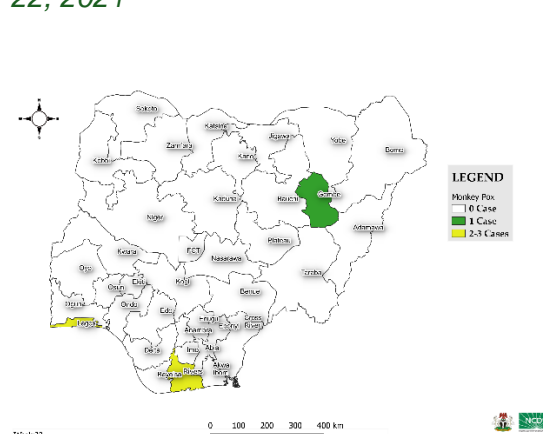 22, 2021
Sokoto
Katsina
Zamfara
Jigawa
Yobe
Borno
Kano
Kebbi
Gombe
Kaduna
Bauchi
Niger
Adamawa
Plateau
FCT
Kwara
Nasarawa
Oyo
Taraba
Ekiti
Kogi
Osun
Benue
Ogun
Ondo
Edo
Enugu
Cross
River
Lagos
Anambra
Ebonyi
Delta
Imo
Abia
Bayelsa
Rivers
Akwa
Ibom
LEGEND
Monkey Pox
0 Case
1 Case
2-3 Cases
0 100 200 300 400 km
NCDC